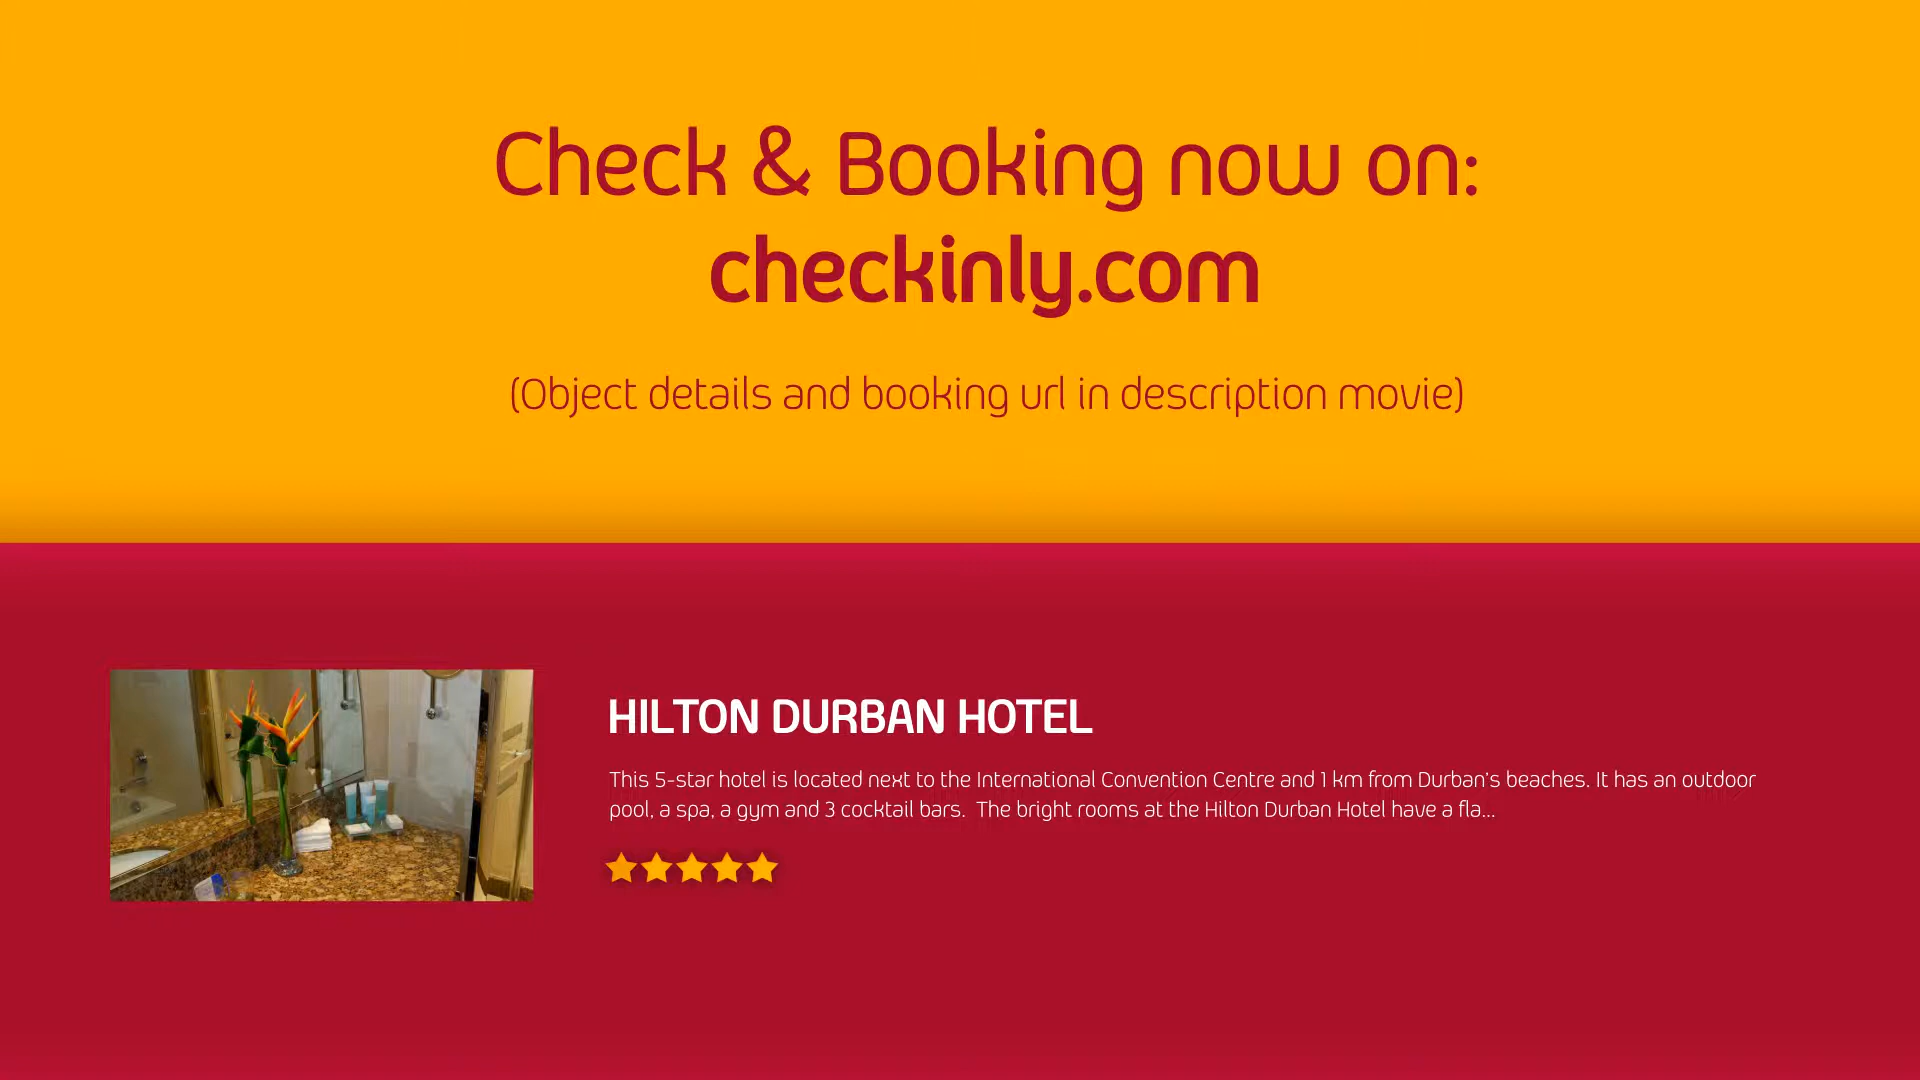 Check & Booking now on:
checkinly.com
(Object details and booking url in description movie)
HILTON DURBAN HOTEL
This 5-star hotel is located next to the International Convention Centre and 1 km from Durban's beaches. It has an outdoor
pool, a spa, a gym and 3 cocktail bars.  The bright rooms at the Hilton Durban Hotel have a fla...